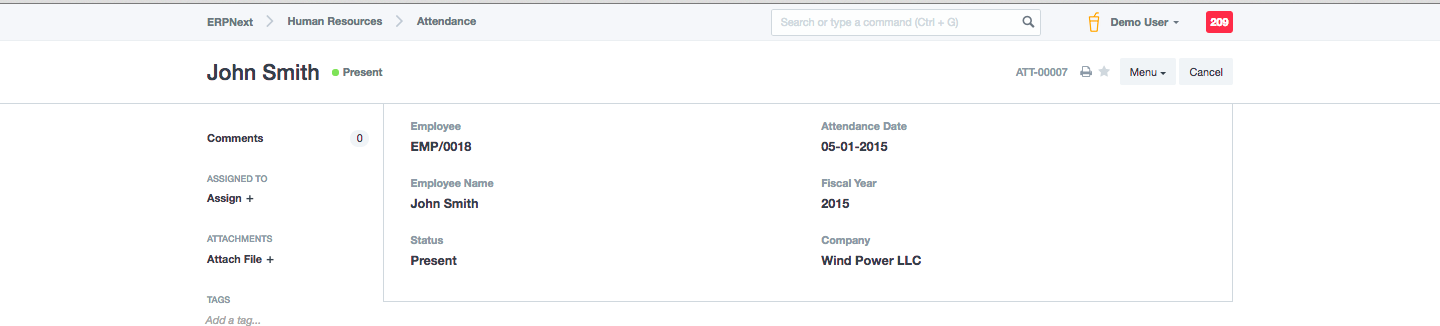 ERPNext Human Resources Attendance Search or type a command (Ctrl + G) Demo User 209
John Smith Present ATT-00007 Menu Cancel
Comments 0
ASSIGNED TO
Assign +
ATTACHMENTS
Attach File +
TAGS
Add a tag...
Employee
EMP/0018
Employee Name
John Smith
Status
Present
Attendance Date
05-01-2015
Fiscal Year
2015
Company
Wind Power LLC